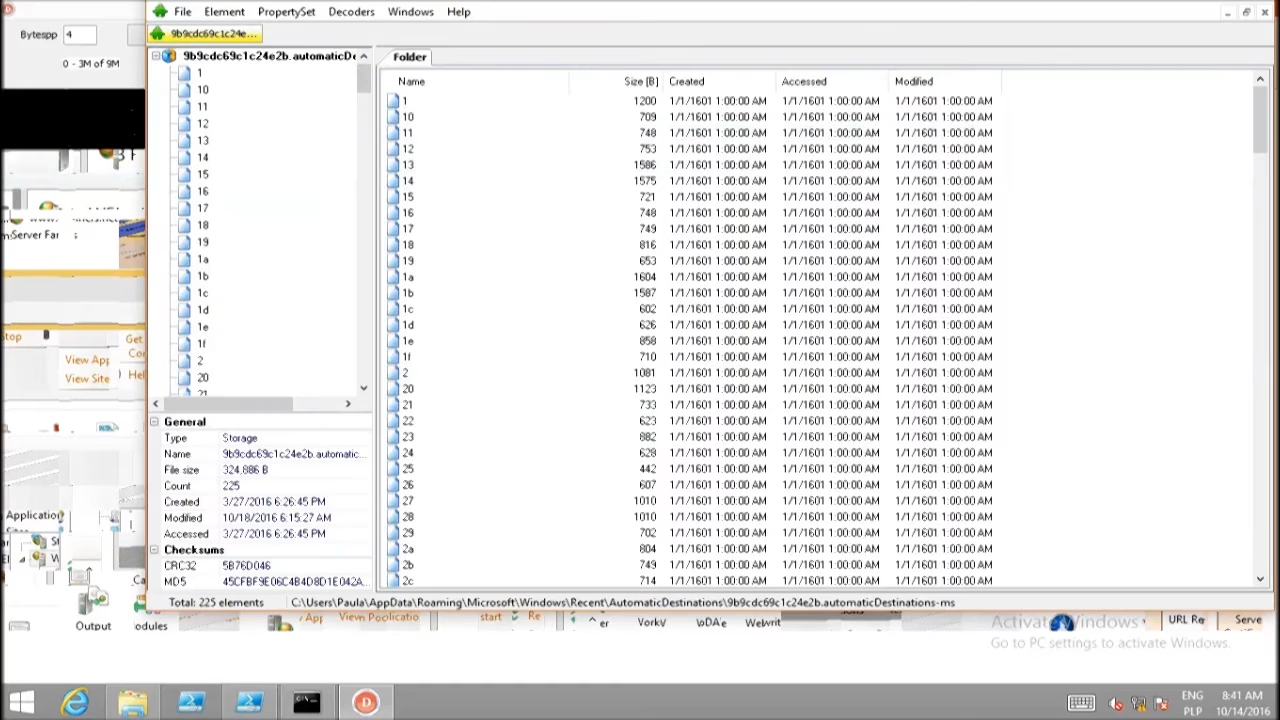 File Element PropertySet Decoders Windows Help
Bytespp 4
9b9cdc69c1c24e...
0 - 3M of 9M
9b9cdc69c1c24e2b.automaticDe
1
10
11
12
13
14
15
16
17
18
19
1a
1b
1c
1d
1e
1f
2
20
21
Folder
Name Size [B] Created Accessed Modified
1 1200 1/1/1601 1:00:00 AM 1/1/1601 1:00:00 AM 1/1/1601 1:00:00 AM
10 709 1/1/1601 1:00:00 AM 1/1/1601 1:00:00 AM 1/1/1601 1:00:00 AM
11 748 1/1/1601 1:00:00 AM 1/1/1601 1:00:00 AM 1/1/1601 1:00:00 AM
12 753 1/1/1601 1:00:00 AM 1/1/1601 1:00:00 AM 1/1/1601 1:00:00 AM
13 1586 1/1/1601 1:00:00 AM 1/1/1601 1:00:00 AM 1/1/1601 1:00:00 AM
14 1575 1/1/1601 1:00:00 AM 1/1/1601 1:00:00 AM 1/1/1601 1:00:00 AM
15 721 1/1/1601 1:00:00 AM 1/1/1601 1:00:00 AM 1/1/1601 1:00:00 AM
16 748 1/1/1601 1:00:00 AM 1/1/1601 1:00:00 AM 1/1/1601 1:00:00 AM
17 749 1/1/1601 1:00:00 AM 1/1/1601 1:00:00 AM 1/1/1601 1:00:00 AM
18 816 1/1/1601 1:00:00 AM 1/1/1601 1:00:00 AM 1/1/1601 1:00:00 AM
19 653 1/1/1601 1:00:00 AM 1/1/1601 1:00:00 AM 1/1/1601 1:00:00 AM
1a 1604 1/1/1601 1:00:00 AM 1/1/1601 1:00:00 AM 1/1/1601 1:00:00 AM
1b 1587 1/1/1601 1:00:00 AM 1/1/1601 1:00:00 AM 1/1/1601 1:00:00 AM
1c 602 1/1/1601 1:00:00 AM 1/1/1601 1:00:00 AM 1/1/1601 1:00:00 AM
1d 626 1/1/1601 1:00:00 AM 1/1/1601 1:00:00 AM 1/1/1601 1:00:00 AM
1e 858 1/1/1601 1:00:00 AM 1/1/1601 1:00:00 AM 1/1/1601 1:00:00 AM
1f 710 1/1/1601 1:00:00 AM 1/1/1601 1:00:00 AM 1/1/1601 1:00:00 AM
2 1081 1/1/1601 1:00:00 AM 1/1/1601 1:00:00 AM 1/1/1601 1:00:00 AM
20 1123 1/1/1601 1:00:00 AM 1/1/1601 1:00:00 AM 1/1/1601 1:00:00 AM
21 733 1/1/1601 1:00:00 AM 1/1/1601 1:00:00 AM 1/1/1601 1:00:00 AM
22 623 1/1/1601 1:00:00 AM 1/1/1601 1:00:00 AM 1/1/1601 1:00:00 AM
23 882 1/1/1601 1:00:00 AM 1/1/1601 1:00:00 AM 1/1/1601 1:00:00 AM
24 628 1/1/1601 1:00:00 AM 1/1/1601 1:00:00 AM 1/1/1601 1:00:00 AM
25 442 1/1/1601 1:00:00 AM 1/1/1601 1:00:00 AM 1/1/1601 1:00:00 AM
26 607 1/1/1601 1:00:00 AM 1/1/1601 1:00:00 AM 1/1/1601 1:00:00 AM
27 1010 1/1/1601 1:00:00 AM 1/1/1601 1:00:00 AM 1/1/1601 1:00:00 AM
28 1010 1/1/1601 1:00:00 AM 1/1/1601 1:00:00 AM 1/1/1601 1:00:00 AM
29 702 1/1/1601 1:00:00 AM 1/1/1601 1:00:00 AM 1/1/1601 1:00:00 AM
2a 804 1/1/1601 1:00:00 AM 1/1/1601 1:00:00 AM 1/1/1601 1:00:00 AM
2b 749 1/1/1601 1:00:00 AM 1/1/1601 1:00:00 AM 1/1/1601 1:00:00 AM
2c 714 1/1/1601 1:00:00 AM 1/1/1601 1:00:00 AM 1/1/1601 1:00:00 AM
General
Type Storage
Name 9b9cdc69c1c24e2b.automatic...
File size 324,886 B
Count 225
Created 3/27/2016 6:26:45 PM
Modified 10/18/2016 6:15:27 AM
Accessed 3/27/2016 6:26:45 PM
Checksums
CRC32 5B76D046
MD5 45CFBF9E06C4B4D8D1E042A...
Total: 225 elements C:\Users\Paula\AppData\Roaming\Microsoft\Windows\Recent\AutomaticDestinations\9b9cdc69c1c24e2b.automaticDestinations-ms
Server Far
top
Get
View App
View Site
Application
Output
odules
start
URL Re
Serve
Activate Windows
Go to PC settings to activate Windows.
ENG 8:41 AM
PLP 10/14/2016